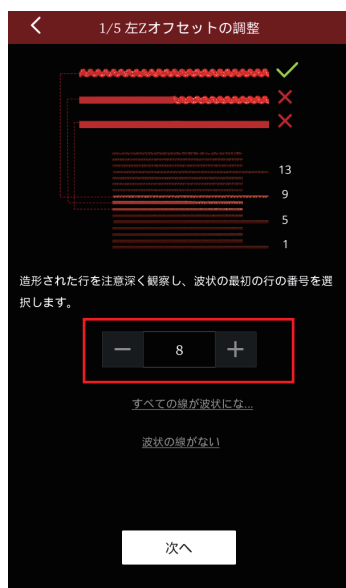 1/5 左Zオフセットの調整
13
9
5
1
造形された行を注意深く観察し、波状の最初の行の番号を選
択します。
8
すべての線が波状にな...
波状の線がない
次へ